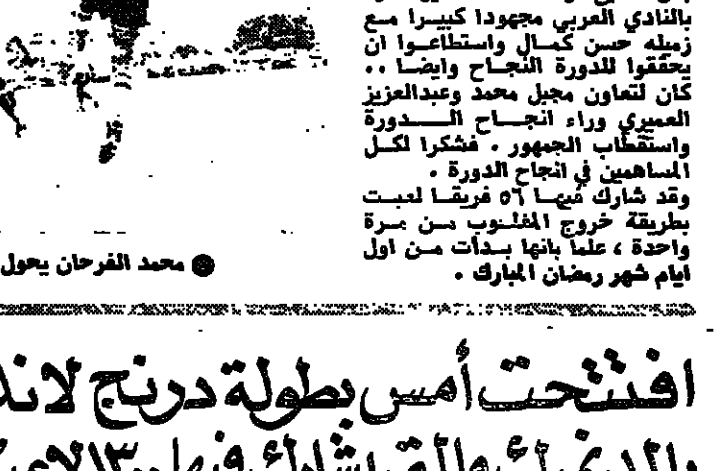 بالنادي العربي مجهودا كبيرا مع
زميله حسن كمال واستطاعوا ان
يحققوا للدورة النجاح وايضا ..
كان لتعاون مجبل محمد وعبدالعزيز
العميري وراء انجاح الدورة
واستقطاب الجمهور . فشكرا لكل
المساهمين في انجاح الدورة .
وقد شارك فيها ٥٦ فريقا لعبت
بطريقة خروج المغلوب من مرة
واحدة ، علما بانها بدأت من اول
ايام شهر رمضان المبارك .
محمد الفرحان يحول
افتتحت أمس بطولة درنج لاند